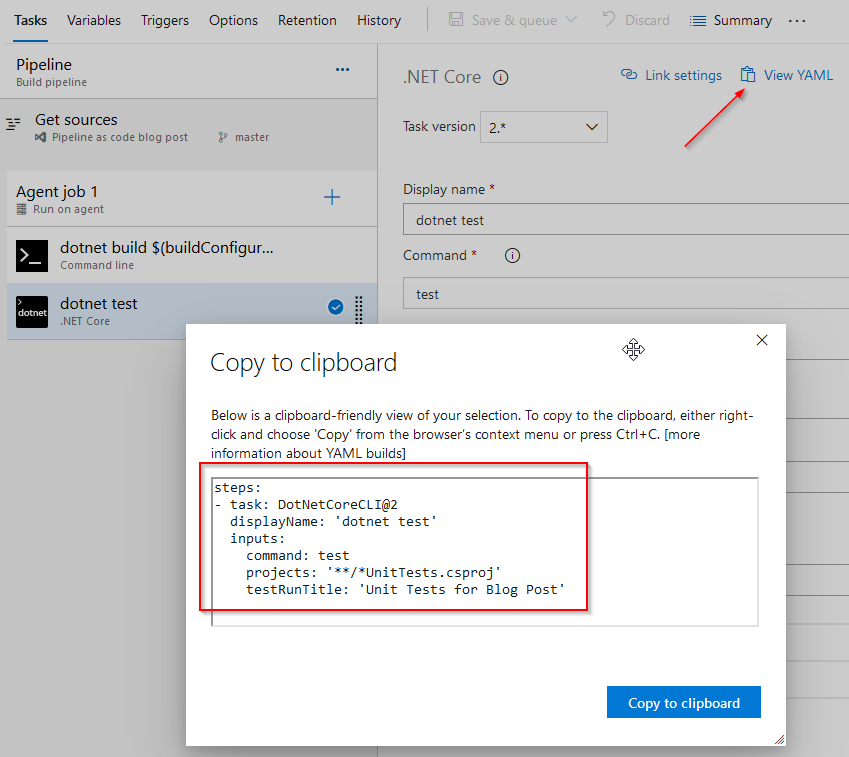 Tasks Variables Triggers Options Retention History Save & queue Discard Summary ...
Pipeline ...
Build pipeline
Get sources
Pipeline as code blog post master
Agent job 1
Run on agent
dotnet build $(buildConfigur...
Command line
dotnet
dotnet test
.NET Core
.NET Core Link settings View YAML
Task version 2.*
Display name *
dotnet test
Command *
test
Copy to clipboard
Below is a clipboard-friendly view of your selection. To copy to the clipboard, either right-
click and choose 'Copy' from the browser's context menu or press Ctrl+C. [more
information about YAML builds]
steps:
- task: DotNetCoreCLI@2
  displayName: 'dotnet test'
  inputs:
    command: test
    projects: '**/*UnitTests.csproj'
    testRunTitle: 'Unit Tests for Blog Post'
Copy to clipboard